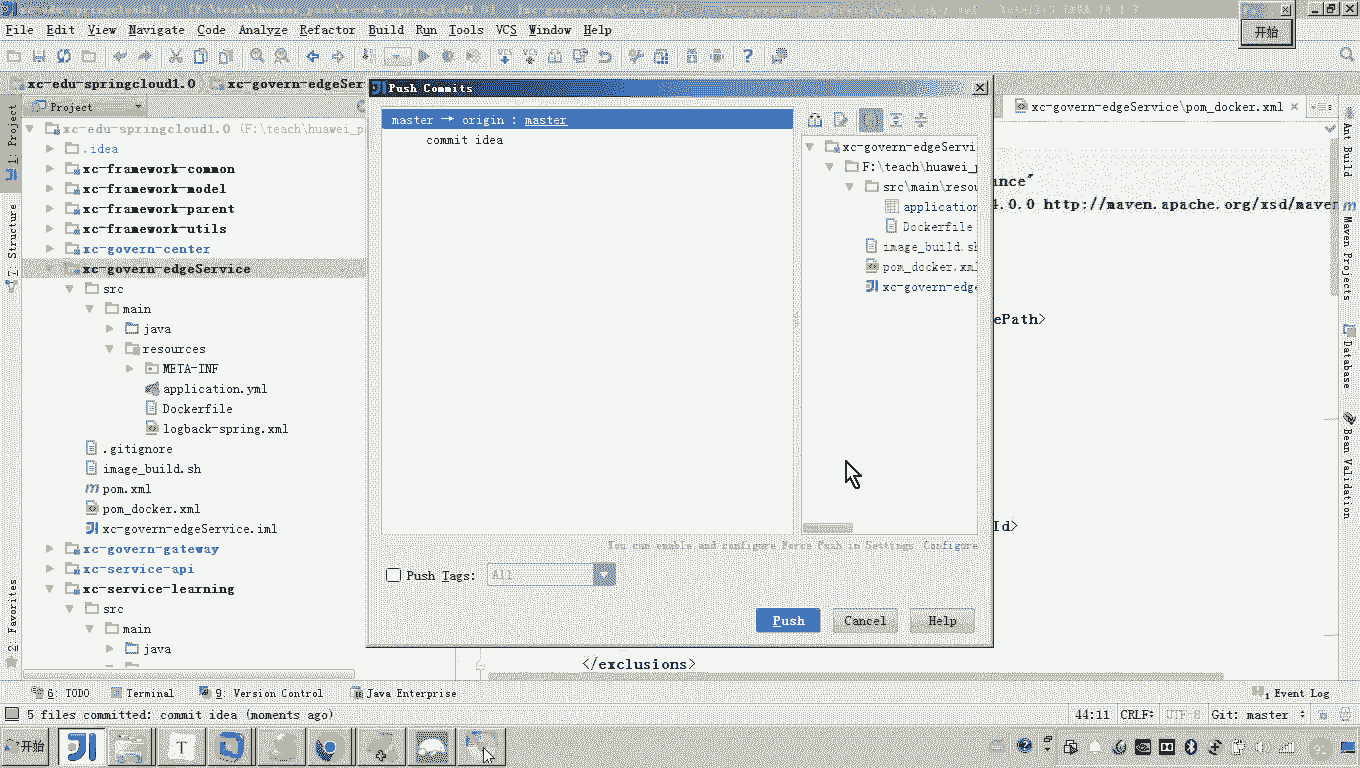 开始
File Edit View Navigate Code Analyze Refactor Build Run Tools VCS Window Help
xc-edu-springcloud1.0
xc-govern-edgeSer
xc-govern-edgeService\pom_docker.xml
Project
xc-edu-springcloud1.0 (F:\teach\huawei_p
.idea
xc-framework-common
xc-framework-model
xc-framework-parent
xc-framework-utils
xc-govern-center
xc-govern-edgeService
src
main
java
resources
META-INF
application.yml
Dockerfile
logback-spring.xml
.gitignore
image_build.sh
pom.xml
pom_docker.xml
xc-govern-edgeService.iml
xc-govern-gateway
xc-service-api
xc-service-learning
src
main
java
1: Project
7: Structure
2: Favorites
Push Commits
master → origin : master
commit idea
xc-govern-edgeServi
F:\teach\huawei_p
src\main\resou
application
Dockerfile
image_build.sh
pom_docker.xml
xc-govern-edge
You can enable and configure Force Push in Settings Configure
Push Tags: All
Push Cancel Help
ance"
4.0.0 http://maven.apache.org/xsd/maven
ePath>
Id>
</exclusions>
Ant Build
Maven Projects
Database
Bean Validation
6: TODO Terminal 9: Version Control Java Enterprise 1 Event Log
5 files committed: commit idea (moments ago) 44:11 CRLF UTF-8 Git: master
开始
T
91